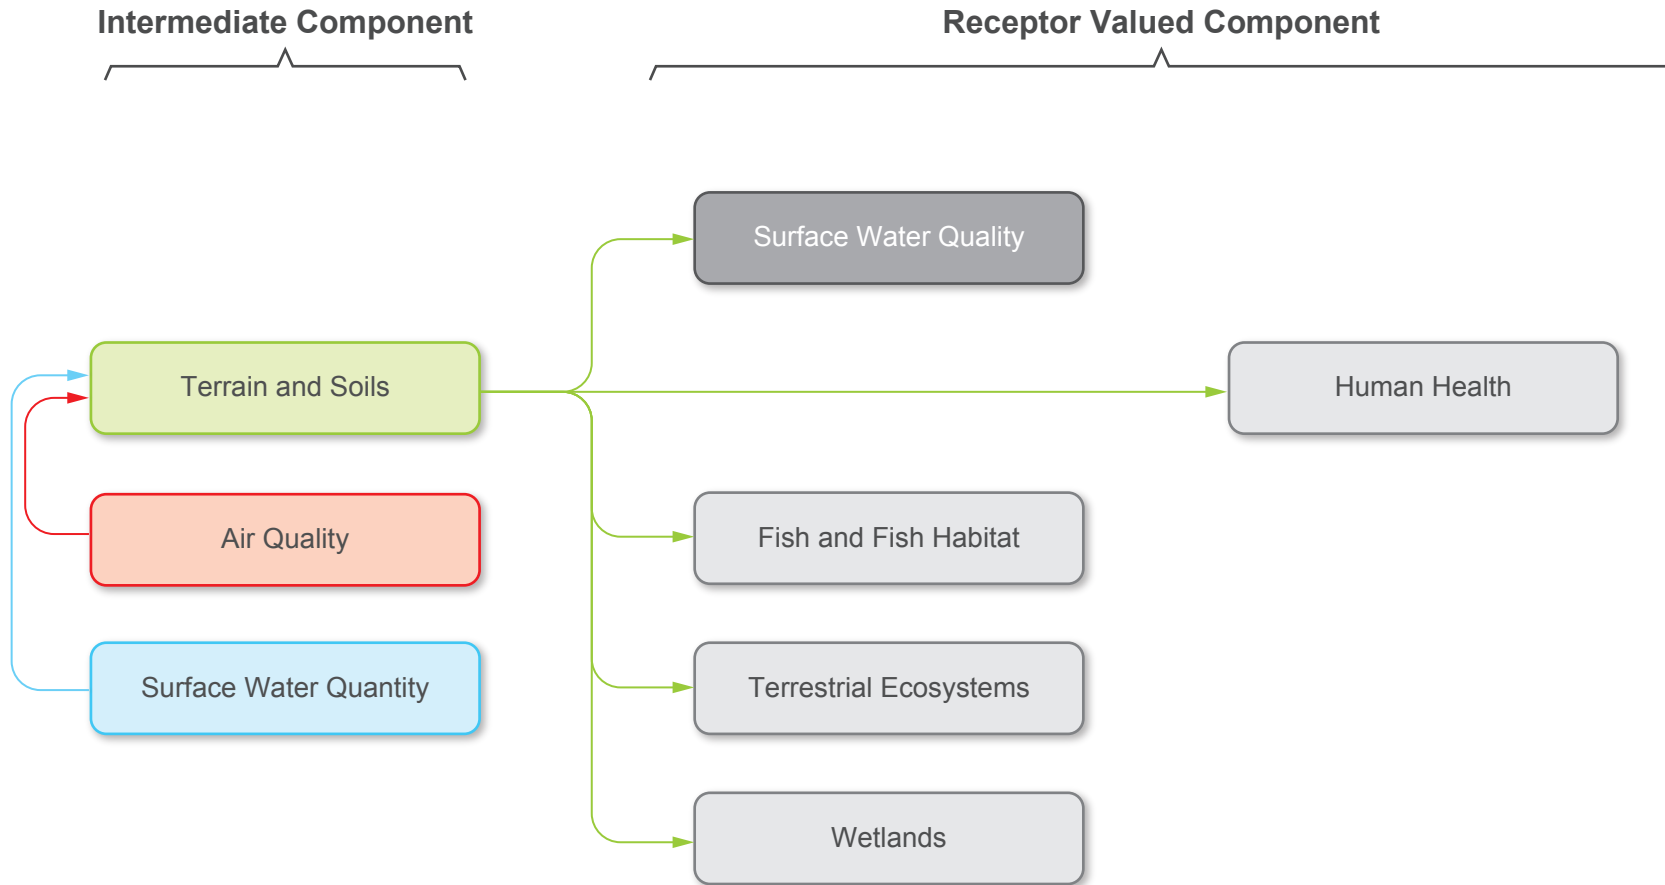 Intermediate Component
Receptor Valued Component
Surface Water Quality
Terrain and Soils
Human Health
Air Quality
Fish and Fish Habitat
Surface Water Quantity
Terrestrial Ecosystems
Wetlands